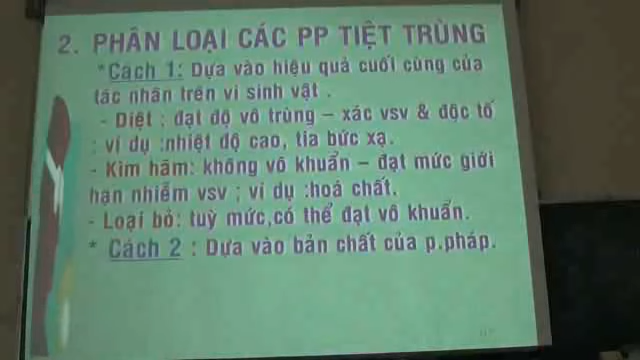 2. PHÂN LOẠI CÁC PP TIỆT TRÙNG
*Cách 1: Dựa vào hiệu quả cuối cùng của
tác nhân trên vi sinh vật .
- Diệt : đạt độ vô trùng – xác vsv & độc tố
: ví dụ :nhiệt độ cao, tia bức xạ.
- Kìm hãm: không vô khuẩn – đạt mức giới
hạn nhiễm vsv ; ví dụ :hoá chất.
- Loại bỏ: tuỳ mức,có thể đạt vô khuẩn.
* Cách 2 : Dựa vào bản chất của p.pháp.